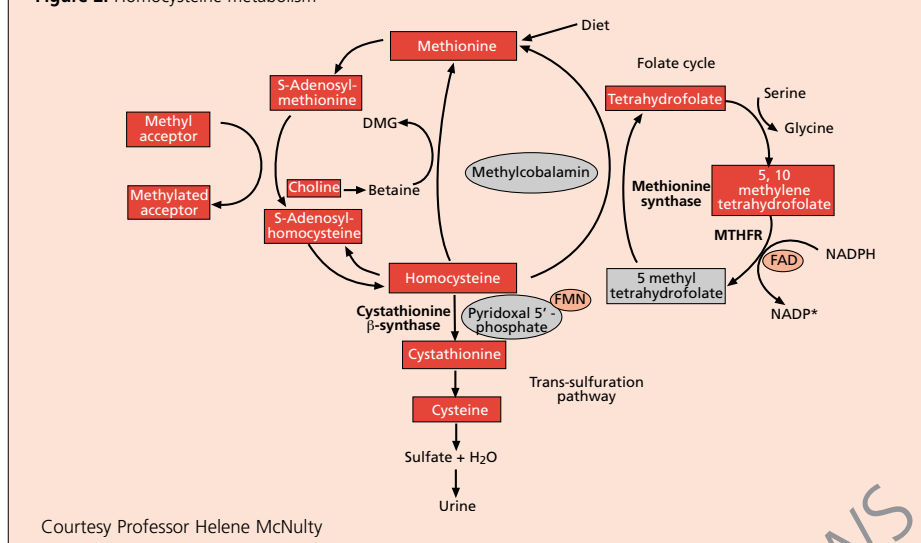 Figure 2. Homocysteine metabolism
Diet
Methionine
Folate cycle
S-Adenosyl-
methionine
Tetrahydrofolate
Serine
Methyl
acceptor
DMG
Glycine
Methylcobalamin
Choline
Betaine
Methionine
synthase
5, 10
methylene
tetrahydrofolate
Methylated
acceptor
S-Adenosyl-
homocysteine
MTHFR
NADPH
FAD
Homocysteine
5 methyl
tetrahydrofolate
FMN
Cystathionine
β-synthase
Pyridoxal 5' -
phosphate
NADP*
Cystathionine
Trans-sulfuration
pathway
Cysteine
Sulfate + H₂O
Urine
Courtesy Professor Helene McNulty